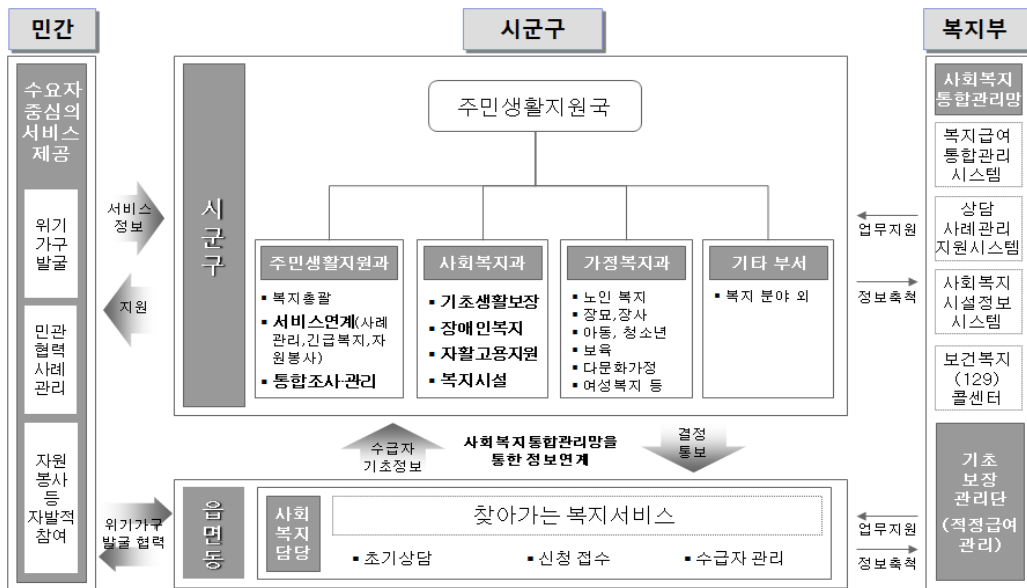 민간
시군구
복지부
수요자
중심의
서비스
제공
위기
가구
발굴
민관
협력
사례
관리
자원
봉사
등
자발적
참여
서비스
정보
지원
위기가구
발굴 협력
시
군
구
주민생활지원국
주민생활지원과
▪ 복지총괄
▪ 서비스연계(사례
관리,긴급복지,자
원봉사)
▪ 통합조사·관리
사회복지과
▪ 기초생활보장
▪ 장애인복지
▪ 자활고용지원
▪ 복지시설
가정복지과
▪ 노인 복지
▪ 장묘,장사
▪ 아동, 청소년
▪ 보육
▪ 다문화가정
▪ 여성복지 등
기타 부서
▪ 복지 분야 외
수급자
기초정보
사회복지통합관리망을
통한 정보연계
결정
통보
읍
면
동
사회
복지
담당
찾아가는 복지서비스
▪ 초기상담
▪ 신청 접수
▪ 수급자 관리
업무지원
정보축척
업무지원
정보축척
사회복지
통합관리망
복지급여
통합관리
시스템
상담
사례관리
지원시스템
사회복지
시설정보
시스템
보건복지
(129)
콜센터
기초
보장
관리단
(적정급여
관리)